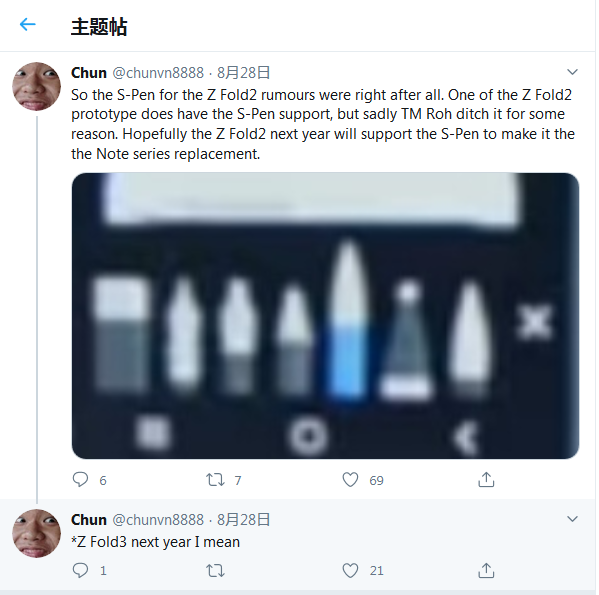 主题帖
Chun @chunvn8888 · 8月28日
So the S-Pen for the Z Fold2 rumours were right after all. One of the Z Fold2
prototype does have the S-Pen support, but sadly TM Roh ditch it for some
reason. Hopefully the Z Fold2 next year will support the S-Pen to make it the
the Note series replacement.
6 7 69
Chun @chunvn8888 · 8月28日
*Z Fold3 next year I mean
1 21